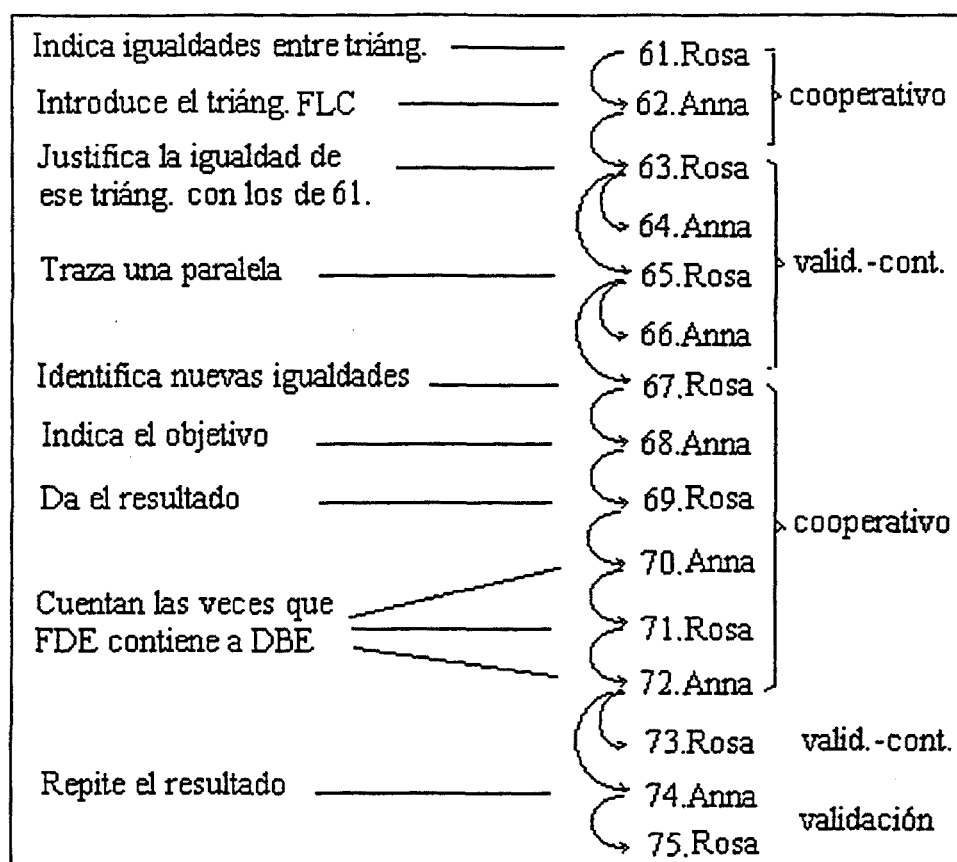 Indica igualdades entre triáng.
61.Rosa
cooperativo
Introduce el triáng. FLC
62.Anna
Justifica la igualdad de
ese triáng. con los de 61.
63.Rosa
64.Anna
valid.-cont.
Traza una paralela
65.Rosa
66.Anna
Identifica nuevas igualdades
67.Rosa
Indica el objetivo
68.Anna
Da el resultado
69.Rosa
cooperativo
70.Anna
Cuentan las veces que
FDE contiene a DBE
71.Rosa
72.Anna
73.Rosa
valid.-cont.
Repite el resultado
74.Anna
validación
75.Rosa